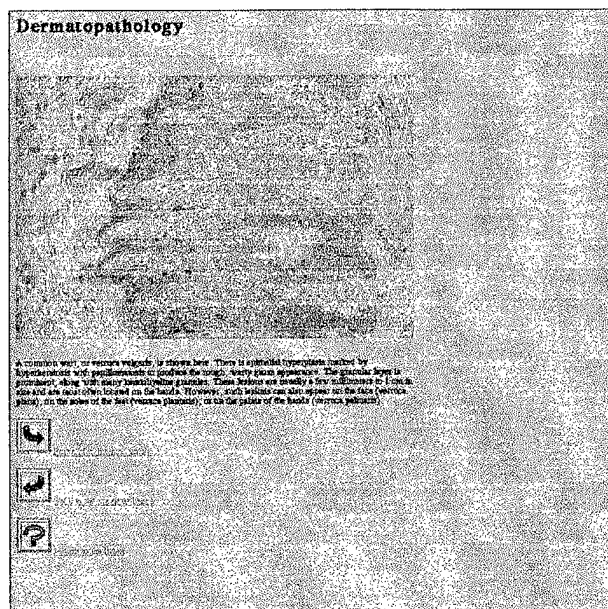 Dermatopathology
A common wart, or verruca vulgaris, is shown here. There is epithelial hyperplasia marked by
hyperkeratosis with papillomatosis to produce the rough, warty gross appearance. The granular layer is
prominent, along with many keratohyaline granules. These lesions are usually a few millimeters to 1 cm in
size and are most often located on the hands. However, such lesions can also appear on the face (verruca
plana), on the soles of the feet (verruca plantaris), or on the palms of the hands (verruca palmaris).